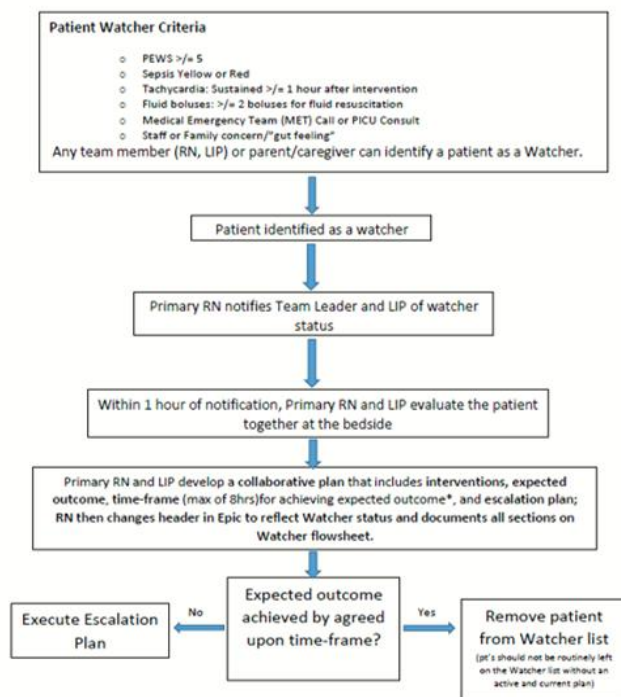 Patient Watcher Criteria
o PEWS >/= 5
o Sepsis Yellow or Red
o Tachycardia: Sustained >/= 1 hour after intervention
o Fluid boluses: >/= 2 boluses for fluid resuscitation
o Medical Emergency Team (MET) Call or PICU Consult
o Staff or Family concern/"gut feeling"
Any team member (RN, LIP) or parent/caregiver can identify a patient as a Watcher.
Patient identified as a watcher
Primary RN notifies Team Leader and LIP of watcher
status
Within 1 hour of notification, Primary RN and LIP evaluate the patient
together at the bedside
Primary RN and LIP develop a collaborative plan that includes interventions, expected
outcome, time-frame (max of 8hrs)for achieving expected outcome*, and escalation plan;
RN then changes header in Epic to reflect Watcher status and documents all sections on
Watcher flowsheet.
Expected outcome
achieved by agreed
upon time-frame?
No
Execute Escalation
Plan
Yes
Remove patient
from Watcher list
(pt's should not be routinely left
on the Watcher list without an
active and current plan)